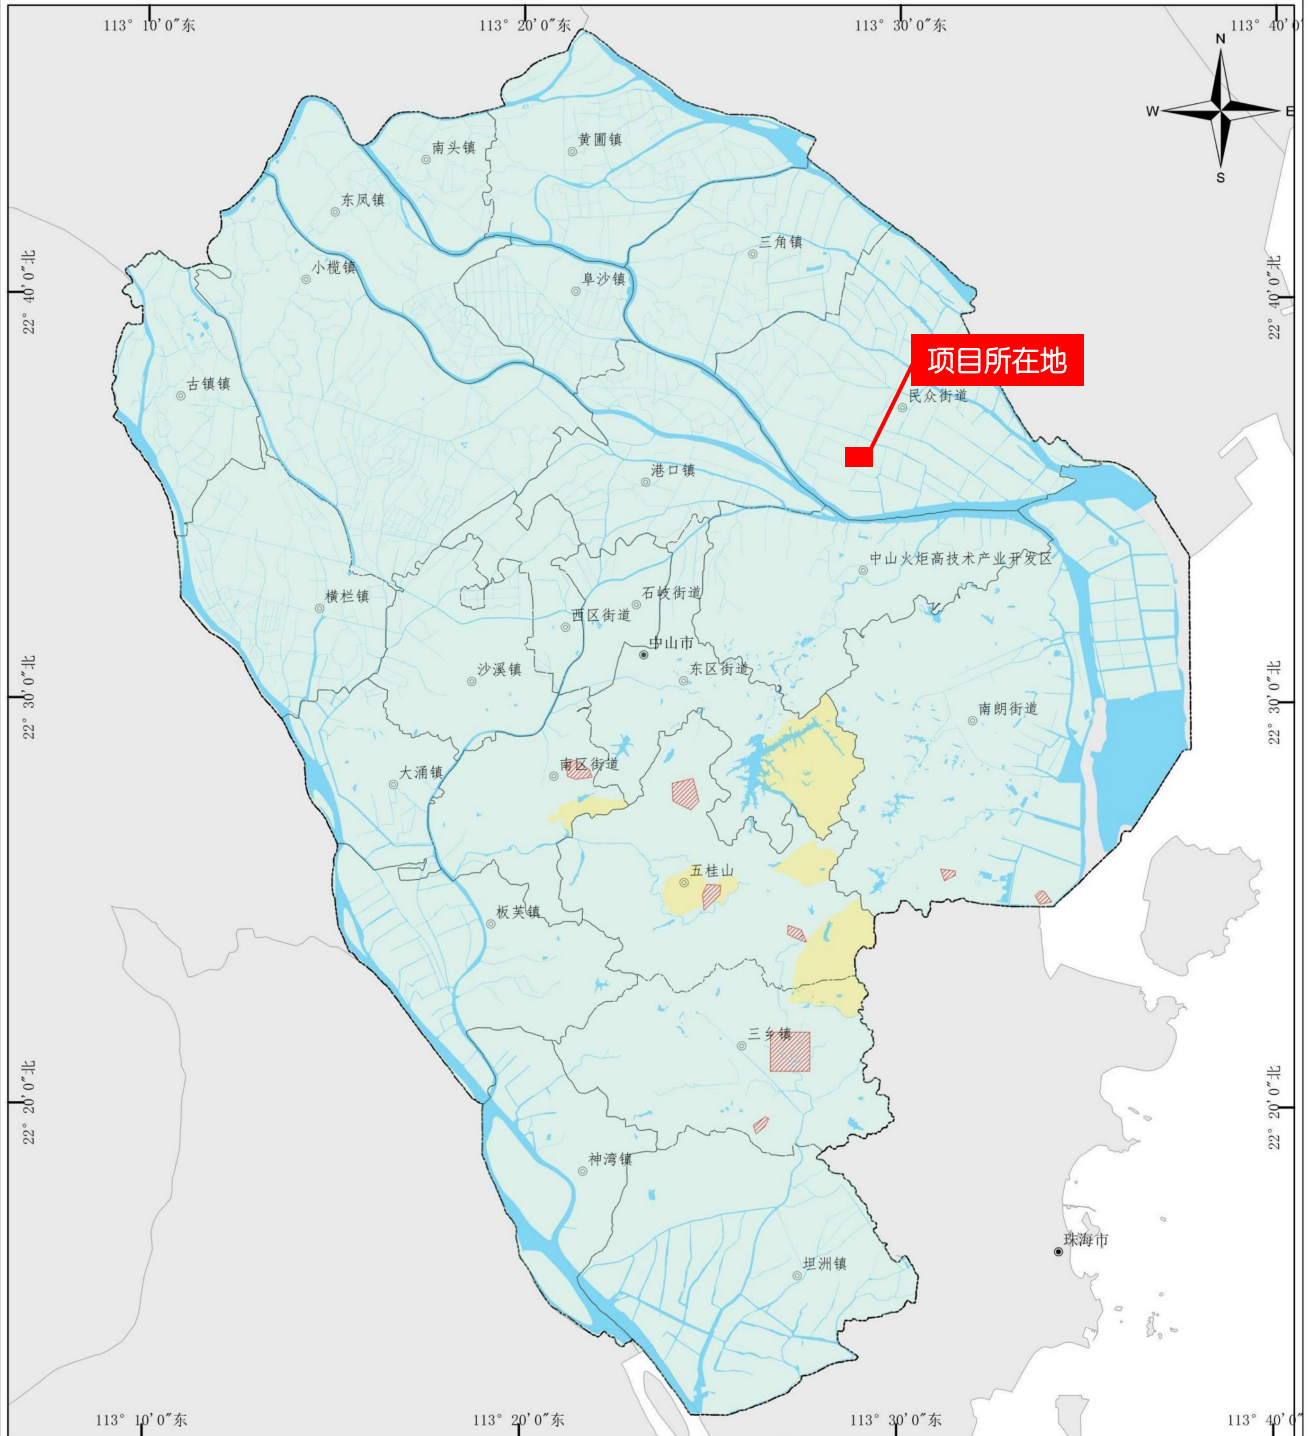 113° 10′0″东
113° 20′0″东
113° 30′0″东
113° 40′0″
N
W
E
S
黄圃镇
南头镇
东凤镇
三角镇
小榄镇
阜沙镇
22° 40′0″北
22° 40′0″北
项目所在地
古镇镇
民众街道
港口镇
中山火炬高技术产业开发区
横栏镇
石岐街道
西区街道
中山市
沙溪镇
东区街道
22° 30′0″北
22° 30′0″北
南朗街道
大涌镇
南区街道
五桂山
板芙镇
三乡镇
22° 20′0″北
22° 20′0″北
神湾镇
珠海市
坦洲镇
113° 10′0″东
113° 20′0″东
113° 30′0″东
113° 40′0″